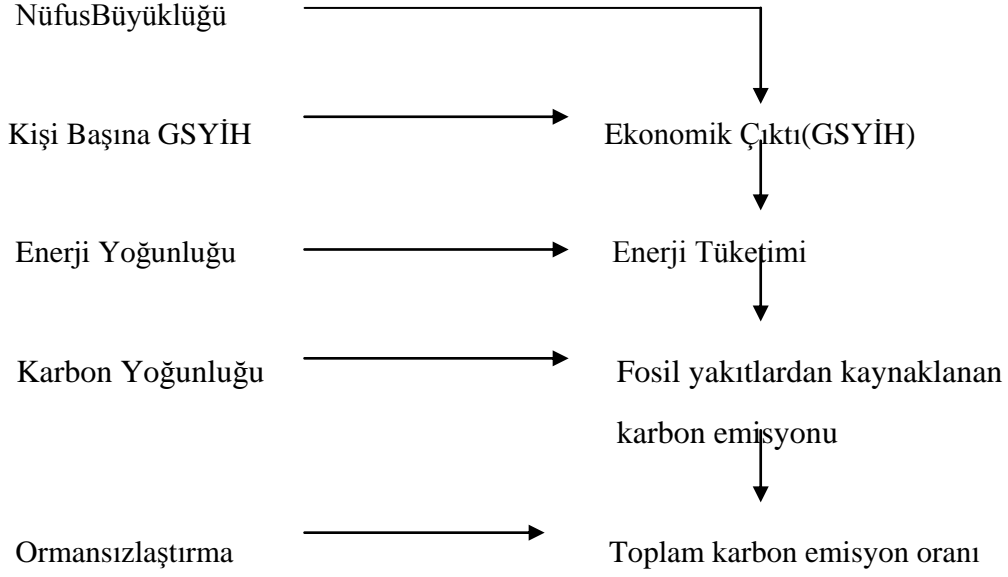 NüfusBüyüklüğü
Kişi Başına GSYİH
Ekonomik Çıktı(GSYİH)
Enerji Yoğunluğu
Enerji Tüketimi
Karbon Yoğunluğu
Fosil yakıtlardan kaynaklanan
karbon emisyonu
Ormansızlaştırma
Toplam karbon emisyon oranı